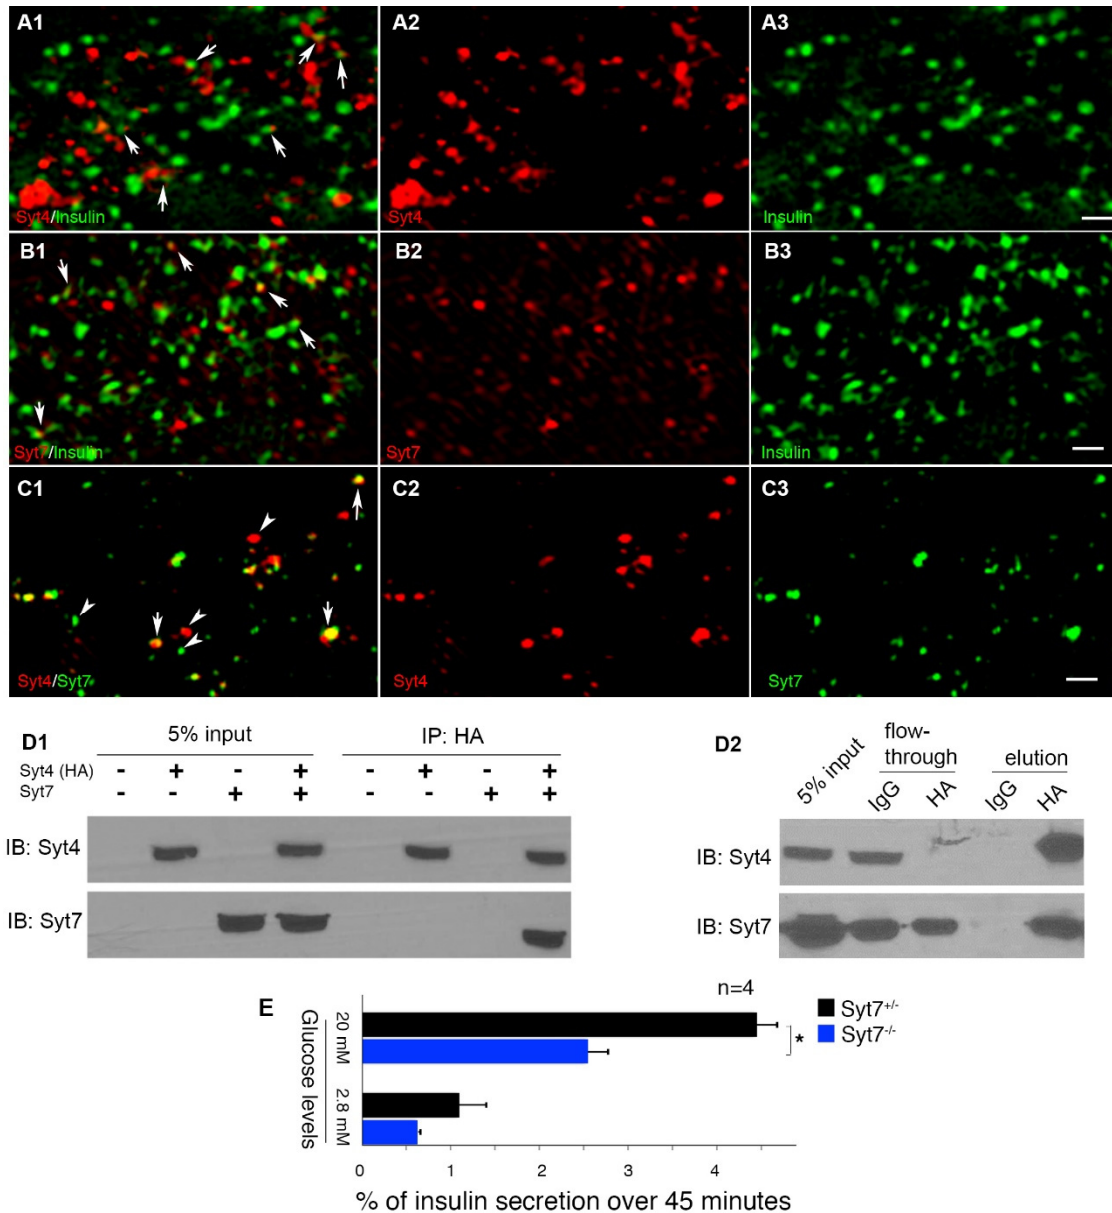 A1
A2
A3
Syt4/Insulin
Syt4
Insulin
B1
B2
B3
Syt7/Insulin
Syt7
Insulin
C1
C2
C3
Syt4/Syt7
Syt4
Syt7
D1
5% input
IP: HA
Syt4 (HA) - + - + - + - +
Syt7 - - + + - - + +
IB: Syt4
IB: Syt7
D2
5% input
flow-
through
elution
IgG
HA
IgG
HA
IB: Syt4
IB: Syt7
E
n=4
Syt7+/-
Syt7-/-
*
Glucose levels
20 mM
2.8 mM
0 1 2 3 4
% of insulin secretion over 45 minutes